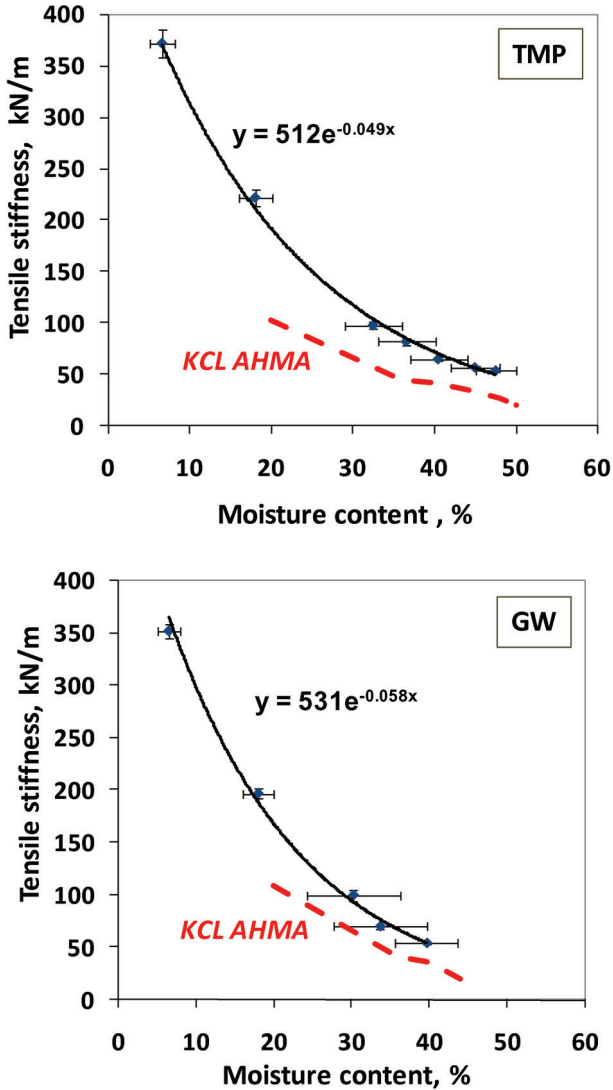 Tensile stiffness, kN/m
400
350
300
250
200
150
100
50
0
TMP
y = 512e^-0.049x
KCL AHMA
0 10 20 30 40 50 60
Moisture content , %
Tensile stiffness, kN/m
400
350
300
250
200
150
100
50
0
GW
y = 531e^-0.058x
KCL AHMA
0 10 20 30 40 50 60
Moisture content, %